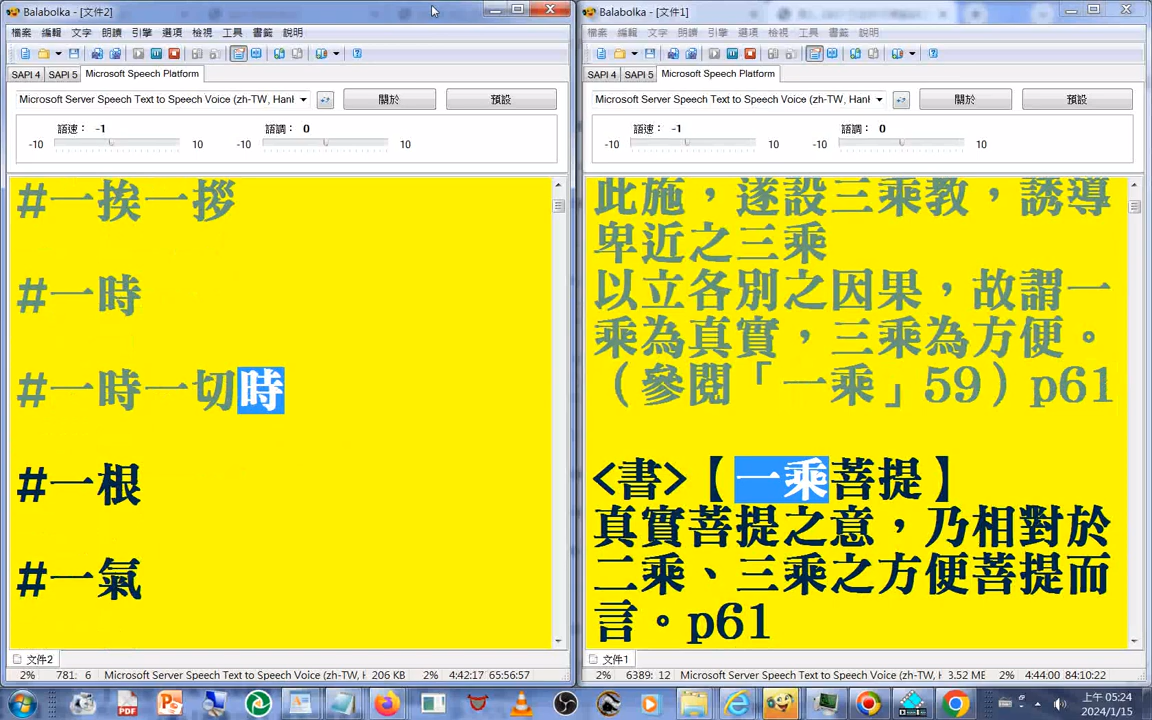 Balabolka - [文件2]
檔案 編輯 文字 朗讀 引擎 選項 檢視 工具 書籤 說明
SAPI 4 SAPI 5 Microsoft Speech Platform
Microsoft Server Speech Text to Speech Voice (zh-TW, Hanl
關於
預設
語速： -1
語調： 0
-10 10 -10 10
#一挨一拶
#一時
#一時一切時
#一根
#一氣
文件2
2% 781: 6 Microsoft Server Speech Text to Speech Voice (zh-TW, H 206 KB 2% 4:42:17 65:56:57
Balabolka - [文件1]
檔案 編輯 文字 朗讀 引擎 選項 檢視 工具 書籤 說明
SAPI 4 SAPI 5 Microsoft Speech Platform
Microsoft Server Speech Text to Speech Voice (zh-TW, Hanl
關於
預設
語速： -1
語調： 0
-10 10 -10 10
此施，遂設三乘教，誘導
卑近之三乘
以立各別之因果，故謂一
乘為真實，三乘為方便。
（參閱「一乘」59）p61
<書>【一乘菩提】
真實菩提之意，乃相對於
二乘、三乘之方便菩提而
言。p61
文件1
2% 6389: 12 Microsoft Server Speech Text to Speech Voice (zh-TW, H 3.52 ME 2% 4:44:00 84:10:22
PDF
上午 05:24
2024/1/15